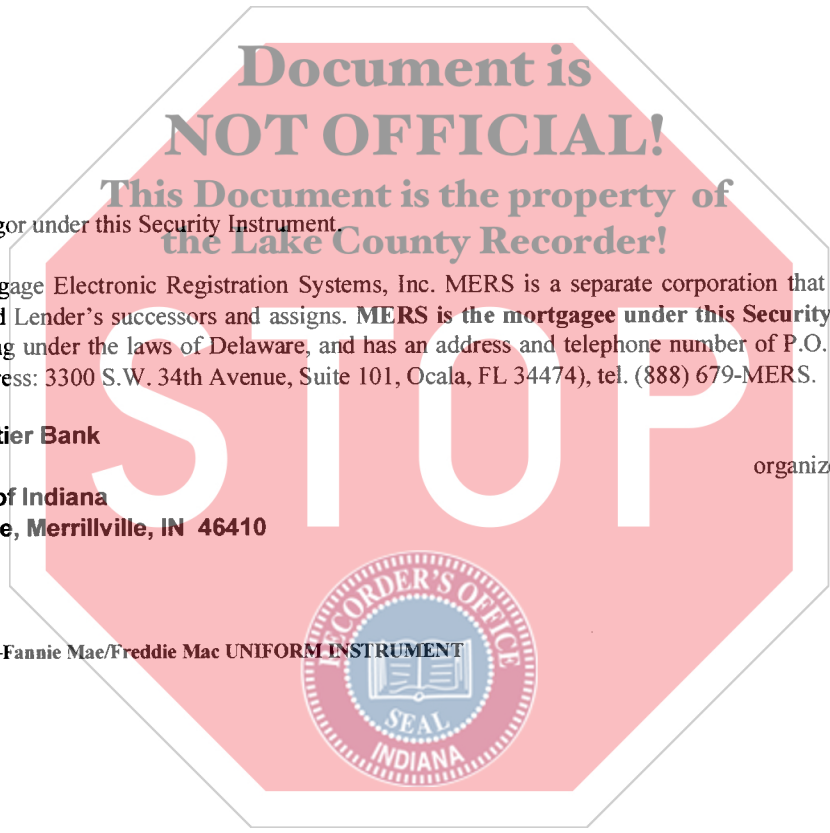 Document is
NOT OFFICIAL!
This Document is the property of
gor under this Security Instrument.
the Lake County Recorder!
gage Electronic Registration Systems, Inc. MERS is a separate corporation that
d Lender's successors and assigns. MERS is the mortgagee under this Security
ng under the laws of Delaware, and has an address and telephone number of P.O.
ress: 3300 S.W. 34th Avenue, Suite 101, Ocala, FL 34474), tel. (888) 679-MERS.
STOP
tier Bank
organize
of Indiana
e, Merrillville, IN 46410
RECORDER'S OFFICE
-Fannie Mae/Freddie Mac UNIFORM INSTRUMENT
SEAL
INDIANA